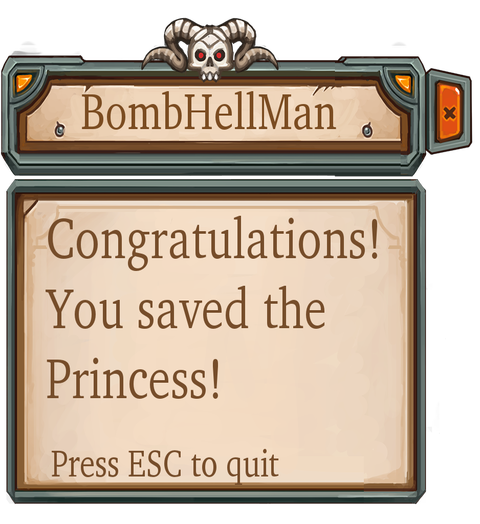 BombHellMan
Congratulations!
You saved the
Princess!
Press ESC to quit